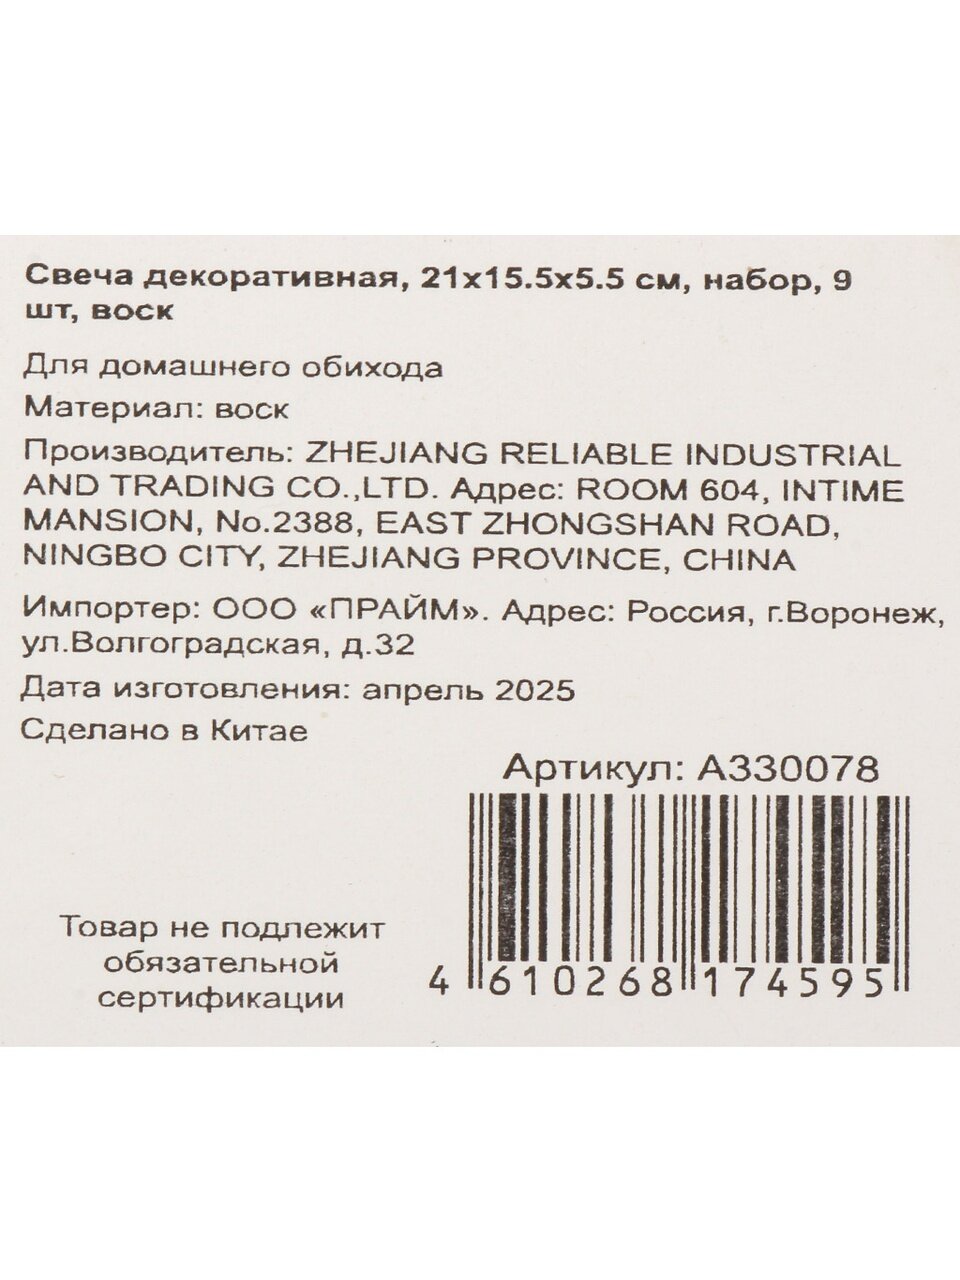 Свеча декоративная, 21х15.5х5.5 см, набор, 9
шт, воск
Для домашнего обихода
Материал: воск
Производитель: ZHEJIANG RELIABLE INDUSTRIAL
AND TRADING CO.,LTD. Адрес: ROOM 604, INTIME
MANSION, No.2388, EAST ZHONGSHAN ROAD,
NINGBO CITY, ZHEJIANG PROVINCE, CHINA
Импортер: ООО «ПРАЙМ». Адрес: Россия, г.Воронеж,
ул.Волгоградская, д.32
Дата изготовления: апрель 2025
Сделано в Китае
Артикул: А330078
Товар не подлежит
обязательной
сертификации
4 610268 174595